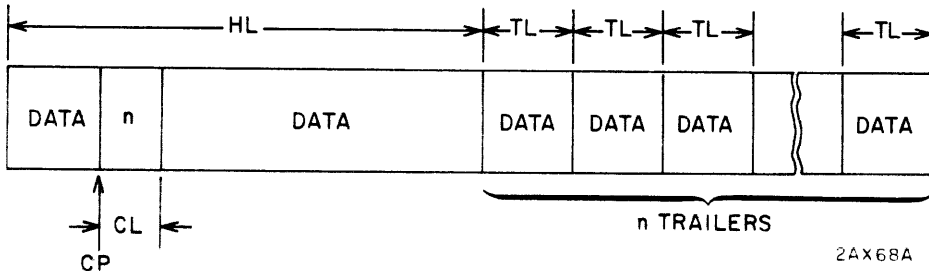 HL TL TL TL TL
DATA n DATA DATA DATA DATA DATA
CL
n TRAILERS
CP
2AX68A